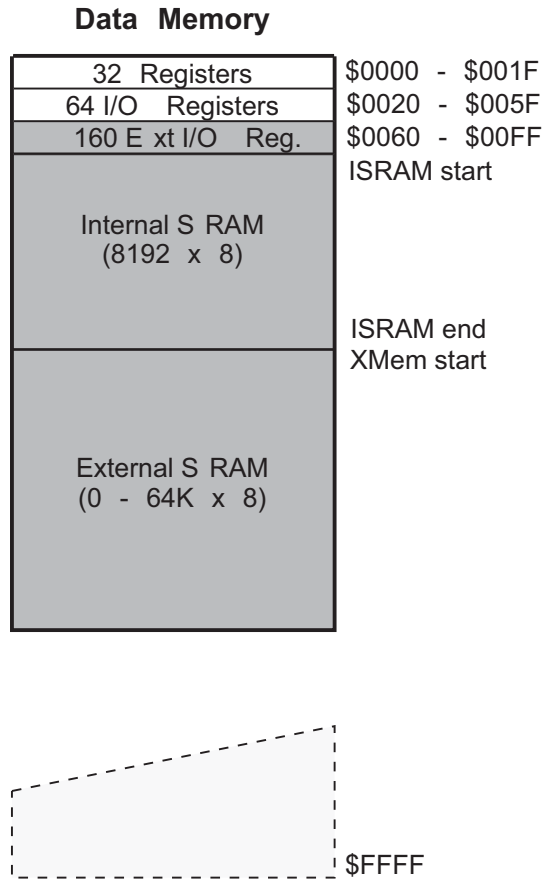 Data Memory
32 Registers $0000 - $001F
64 I/O Registers $0020 - $005F
160 E xt I/O Reg. $0060 - $00FF
ISRAM start
Internal S RAM
(8192 x 8)
ISRAM end
XMem start
External S RAM
(0 - 64K x 8)
$FFFF